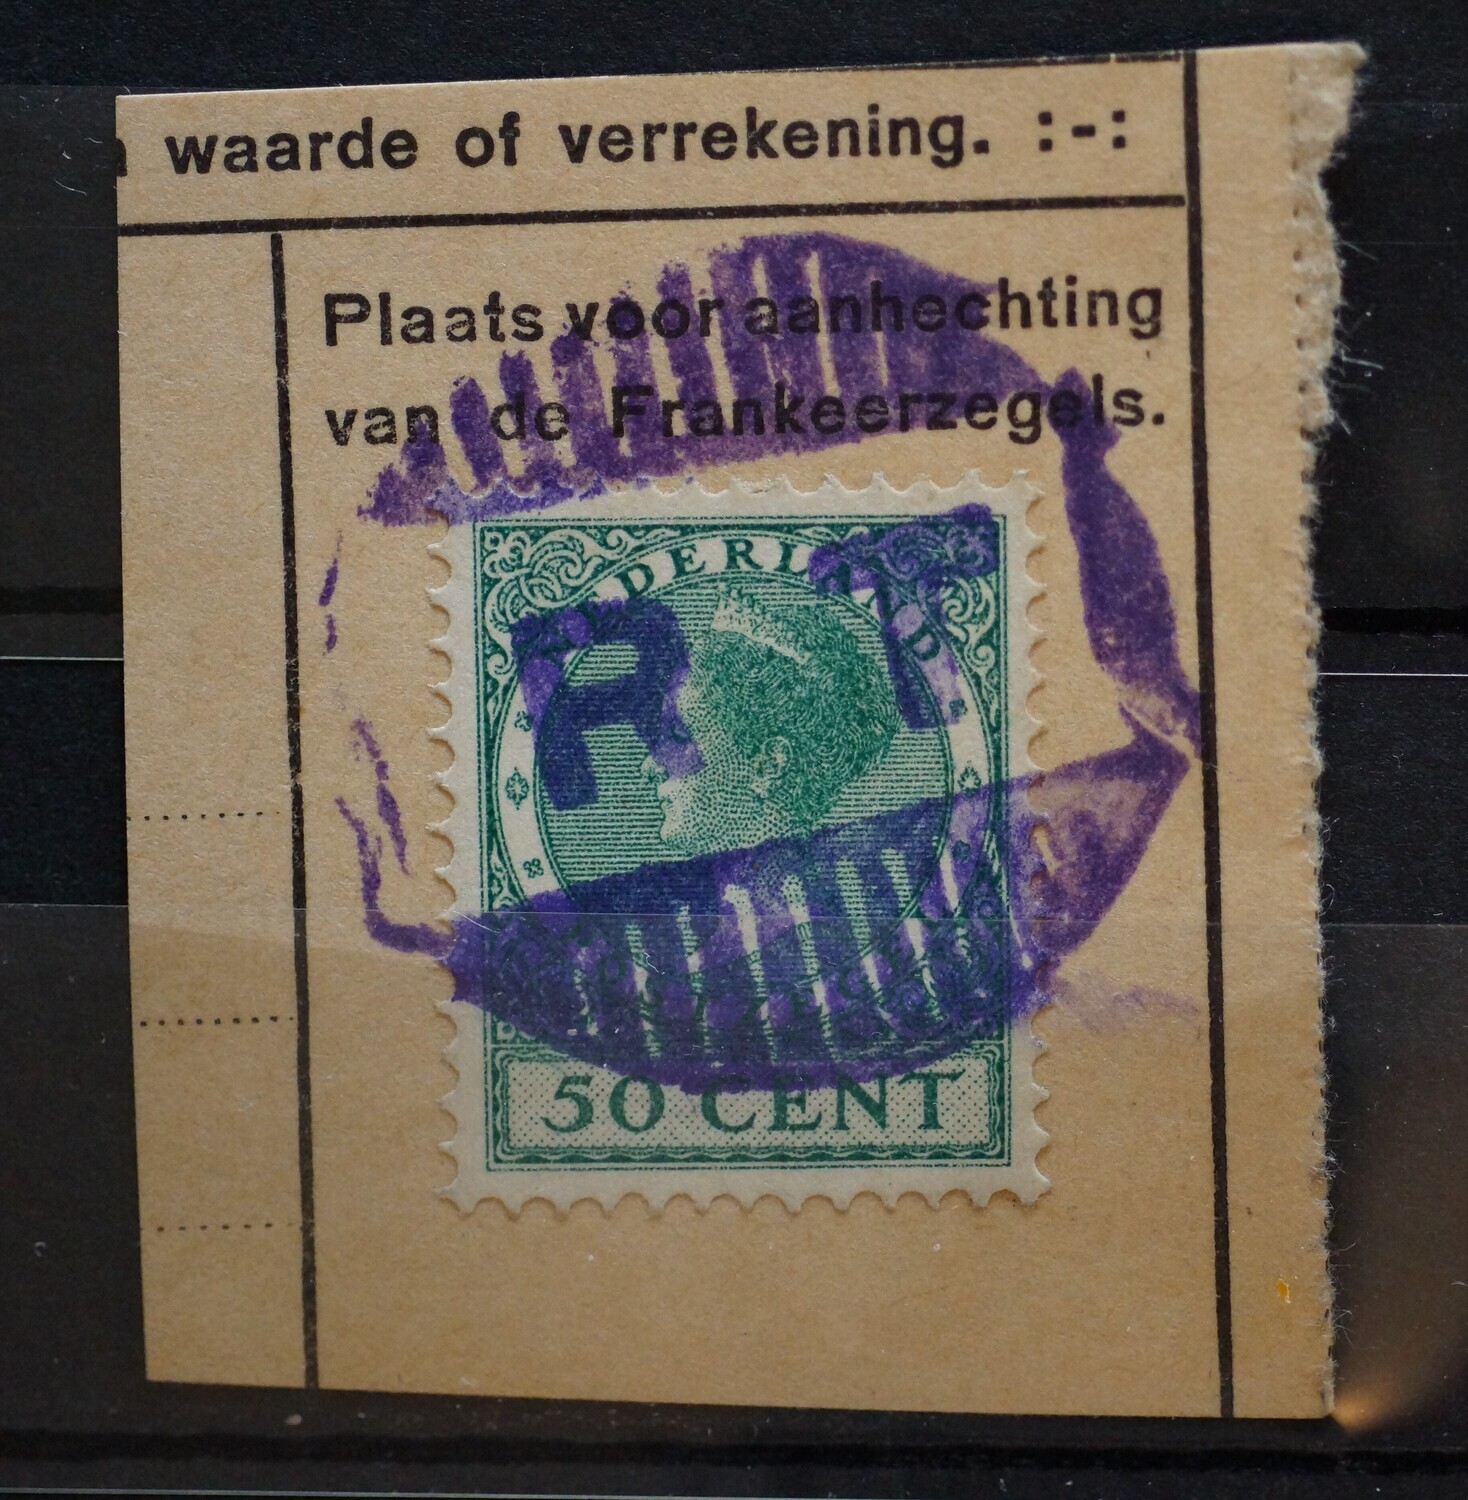 waarde of verrekening. :-:
Plaats voor aanhechting
van de Frankeerzegels.
NEDERLAND
R T
50 CENT